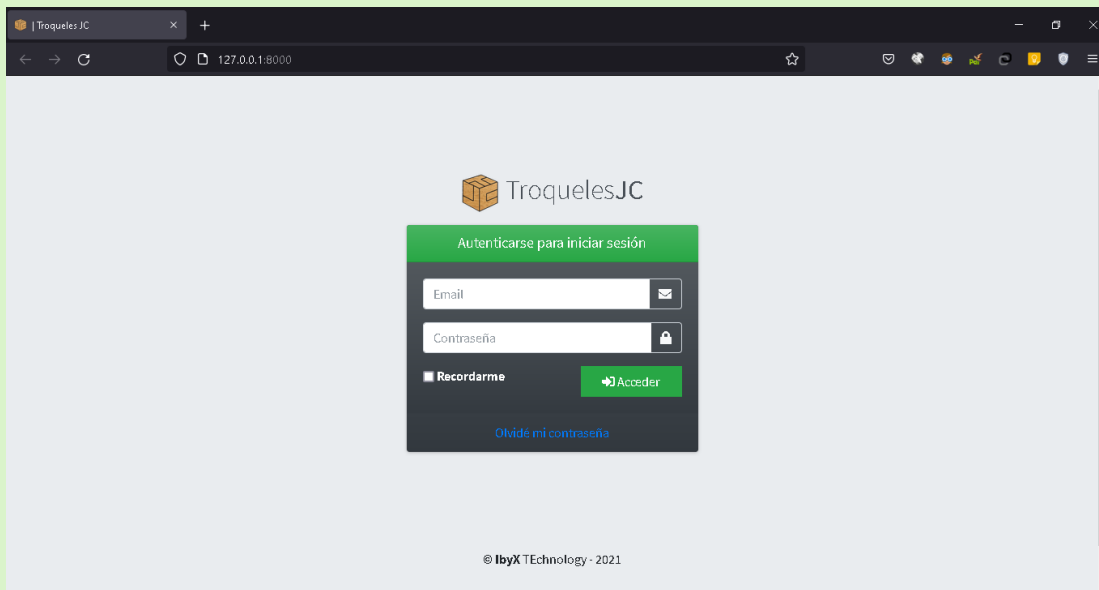 | Troqueles JC
127.0.0.1:8000
TroquelesJC
Autenticarse para iniciar sesión
Email
Contraseña
Recordarme
Acceder
Olvidé mi contraseña
© IbyX TEchnology - 2021